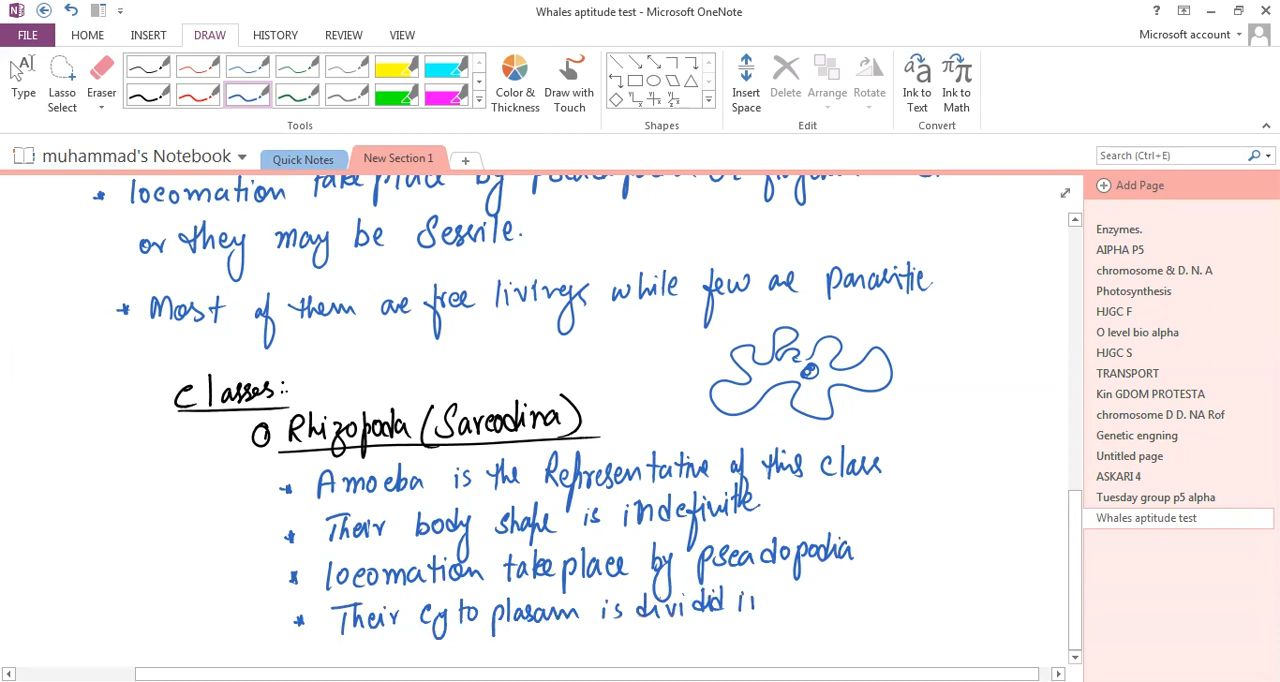 Whales aptitude test - Microsoft OneNote
?
FILE HOME INSERT DRAW HISTORY REVIEW VIEW
Microsoft account
Type
Lasso Select
Eraser
Color & Thickness
Draw with Touch
Insert Space
Delete
Arrange
Rotate
Ink to Text
Ink to Math
Tools
Shapes
Edit
Convert
muhammad's Notebook
Quick Notes
New Section 1
Search (Ctrl+E)
Add Page
* locomation take place by
or they may be Sessile.
* Most of them are free livings while few are Parasitic
Classes:
Rhizopoda (Sarcodina)
* Amoeba is the Representative of this class
* Their body shape is indefinite
* locomation take place by pseadopodia
* Their Cyto plasam is dividid i
Enzymes.
AlPHA P5
chromosome & D. N. A
Photosynthesis
HJGC F
O level bio alpha
HJGC S
TRANSPORT
Kin GDOM PROTESTA
chromosome D D. NA Rof
Genetic engning
Untitled page
ASKARI 4
Tuesday group p5 alpha
Whales aptitude test